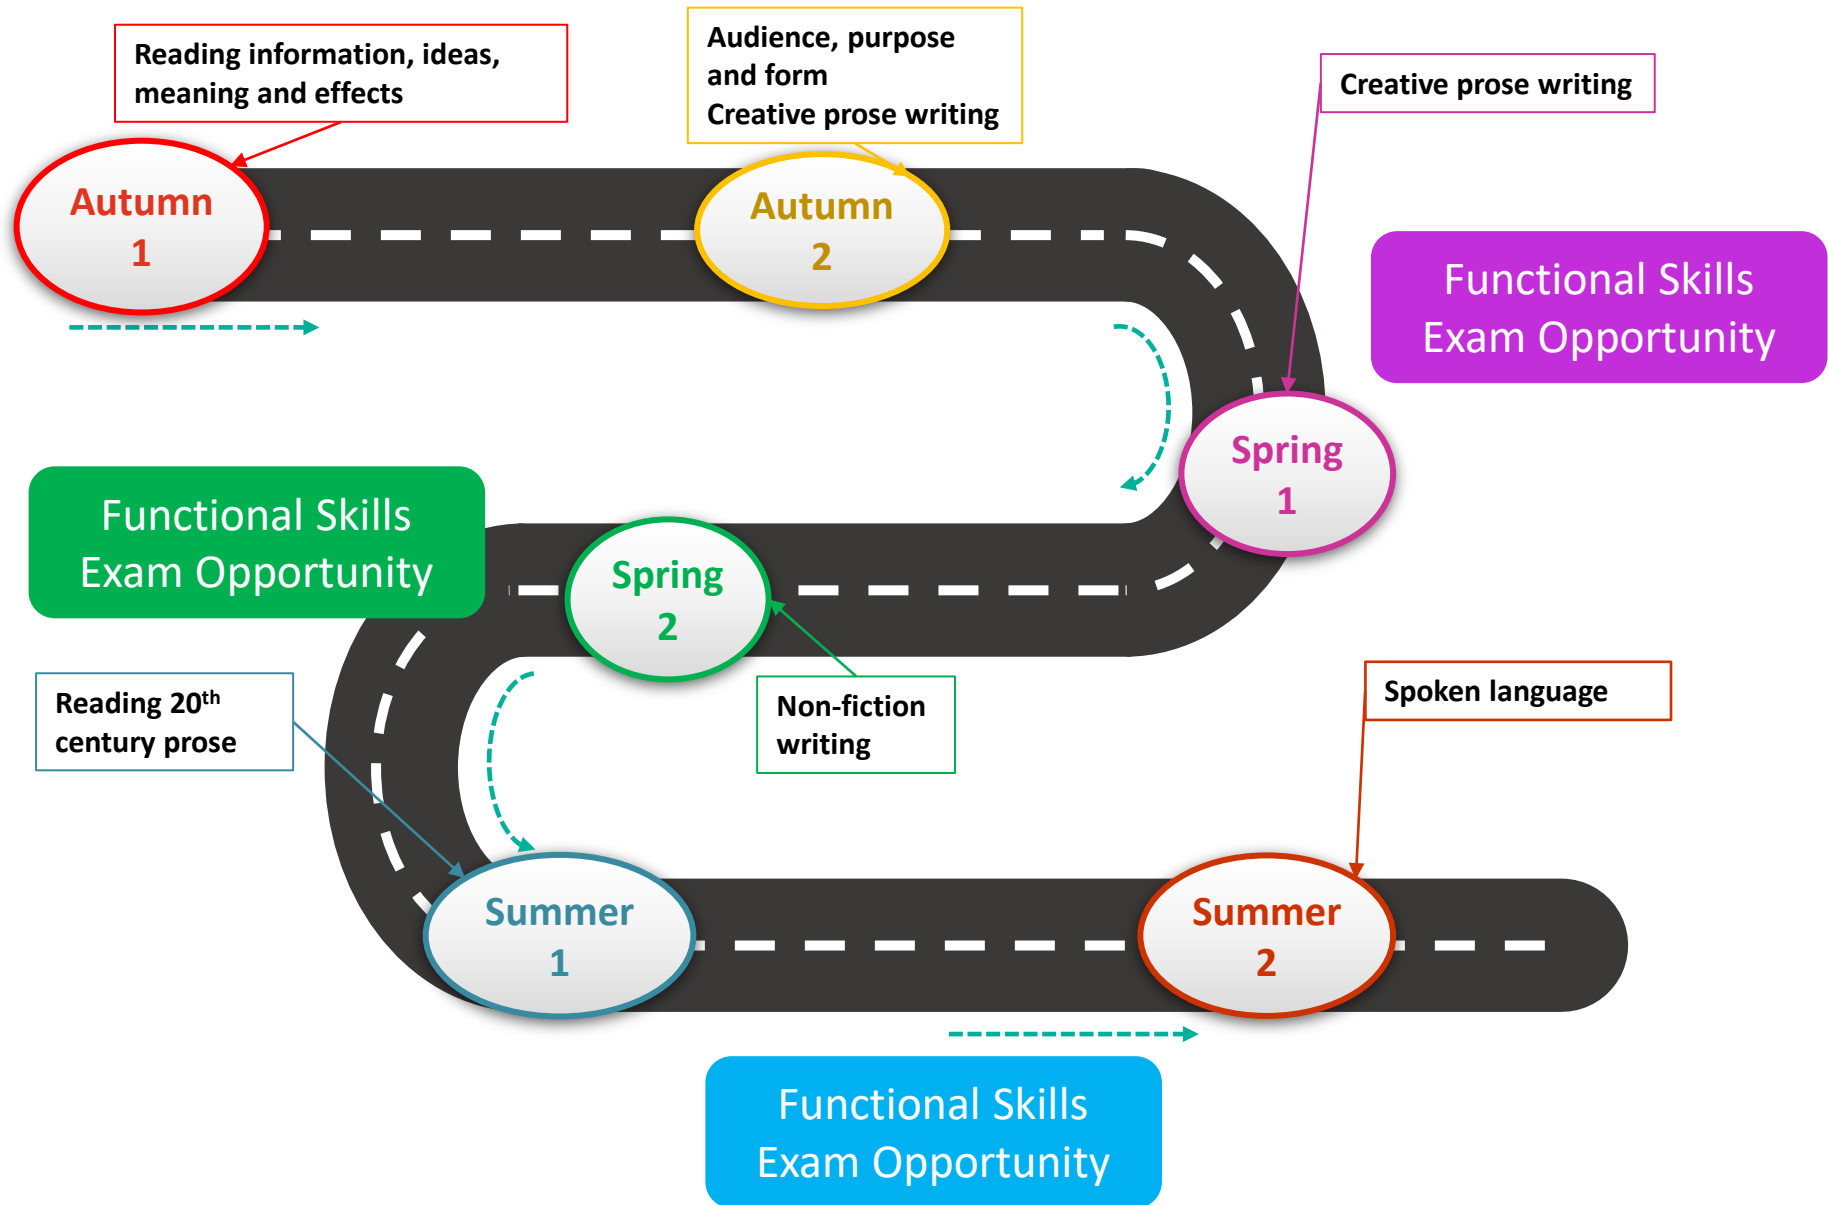 Reading information, ideas,
meaning and effects
Audience, purpose
and form
Creative prose writing
Creative prose writing
Autumn
1
Autumn
2
Functional Skills
Exam Opportunity
Spring
1
Functional Skills
Exam Opportunity
Spring
2
Reading 20th
century prose
Non-fiction
writing
Spoken language
Summer
1
Summer
2
Functional Skills
Exam Opportunity